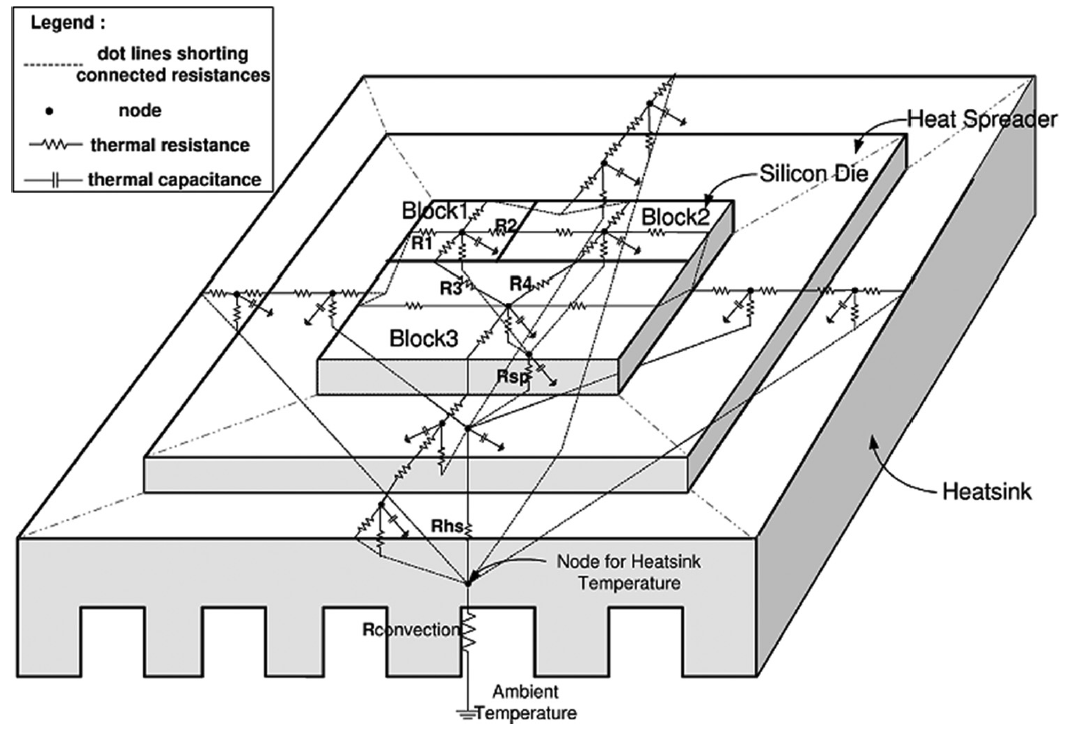 Legend :
dot lines shorting
connected resistances
node
thermal resistance
thermal capacitance
Heat Spreader
Silicon Die
Block1
R2
Block2
R1
R3
R4
Block3
Rsp
Heatsink
Rhs
Node for Heatsink
Temperature
Rconvection
Ambient
Temperature